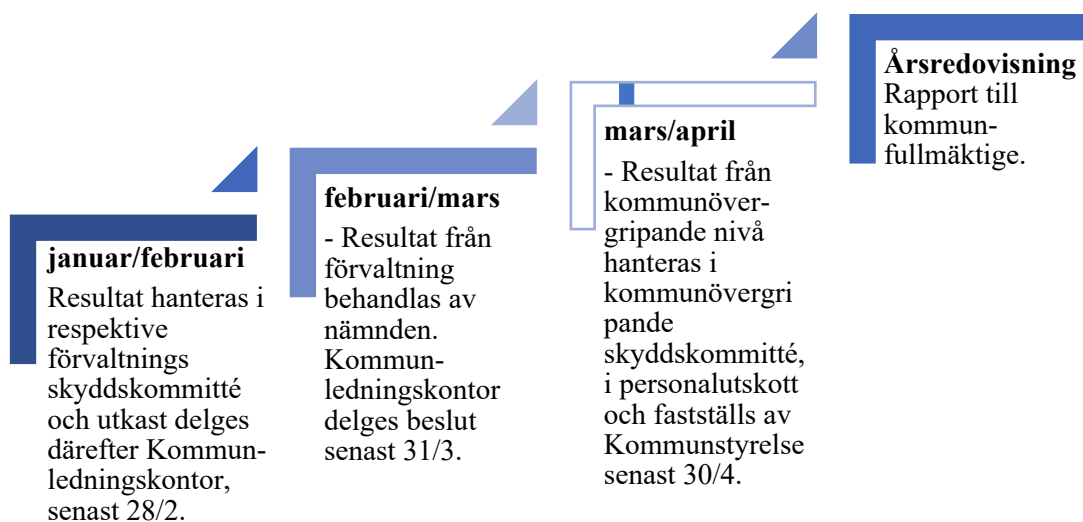 januar/februari
Resultat hanteras i
respektive
förvaltnings
skyddskommitté
och utkast delges
därefter Kommun-
ledningskontor,
senast 28/2.
februari/mars
- Resultat från
förvaltning
behandlas av
nämnden.
Kommun-
ledningskontor
delges beslut
senast 31/3.
mars/april
- Resultat från
kommunöver-
gripande nivå
hanteras i
kommunövergri
pande
skyddskommitté,
i personalutskott
och fastställs av
Kommunstyrelse
senast 30/4.
Årsredovisning
Rapport till
kommun-
fullmäktige.